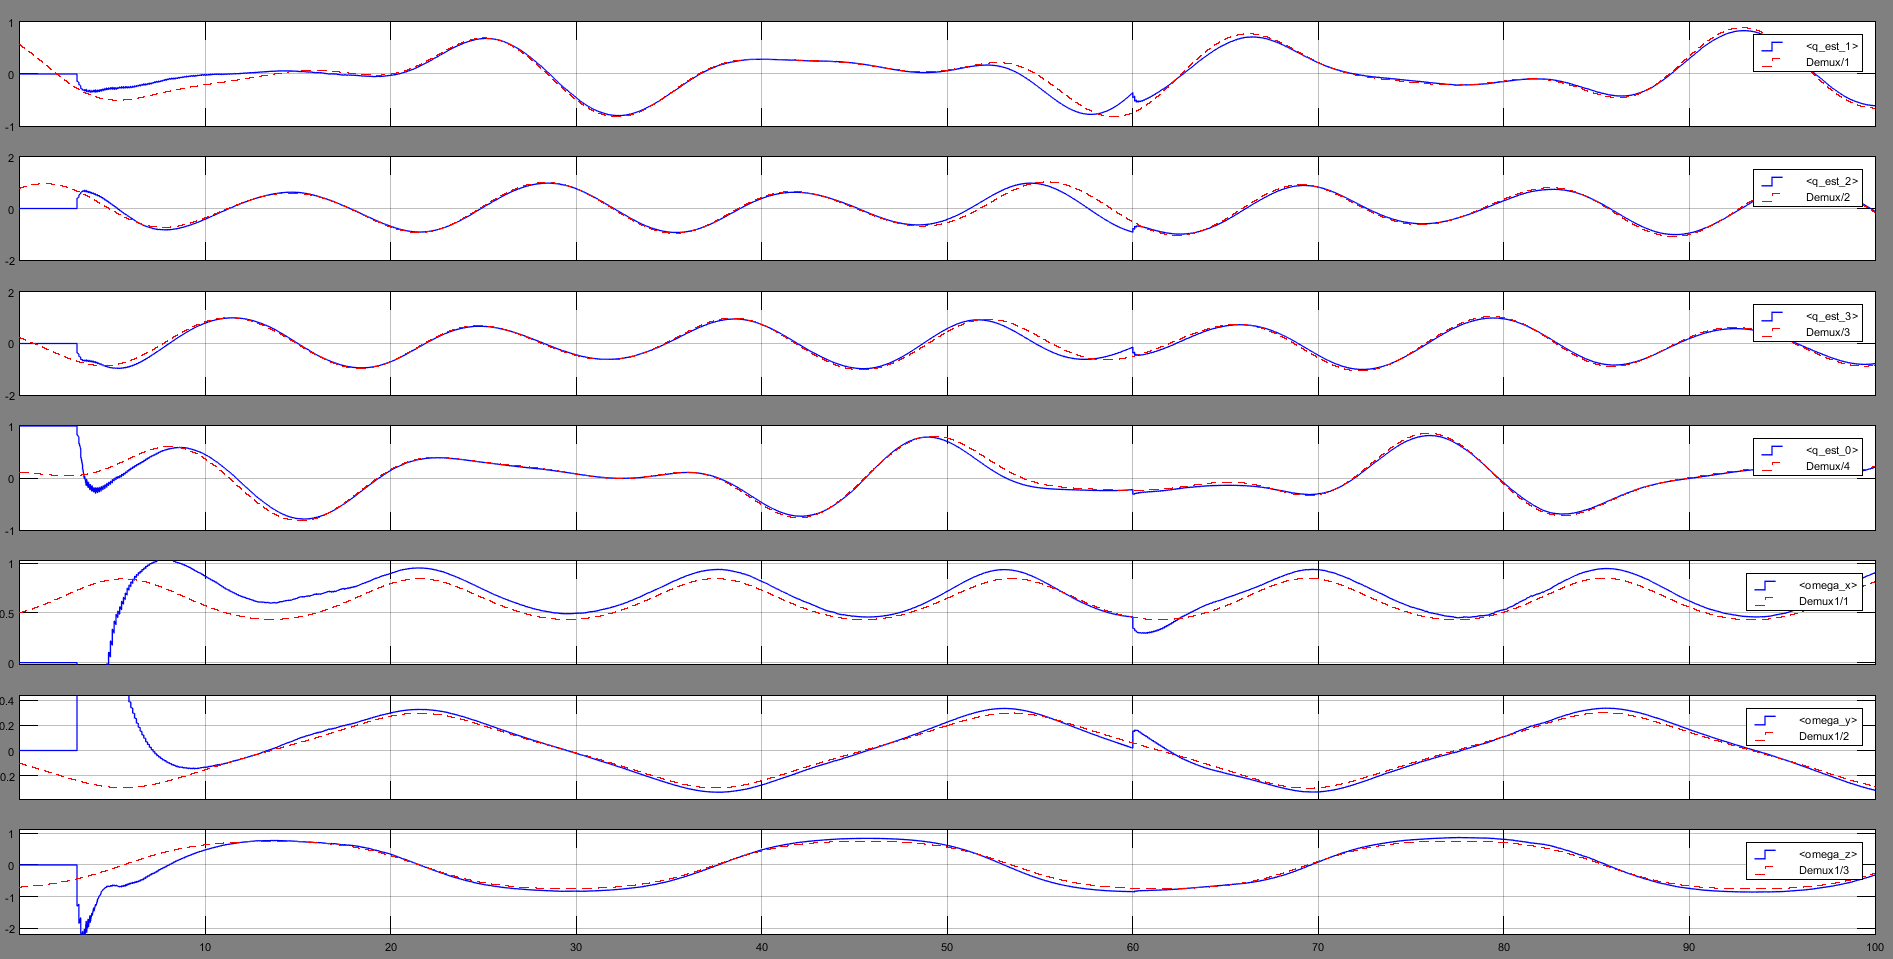 1
0
-1
<q_est_1>
Demux/1
2
0
-2
<q_est_2>
Demux/2
2
0
-2
<q_est_3>
Demux/3
1
0
-1
<q_est_0>
Demux/4
1
0.5
0
<omega_x>
Demux1/1
0.4
0.2
0
0.2
<omega_y>
Demux1/2
1
0
-1
-2
<omega_z>
Demux1/3
10 20 30 40 50 60 70 80 90 100